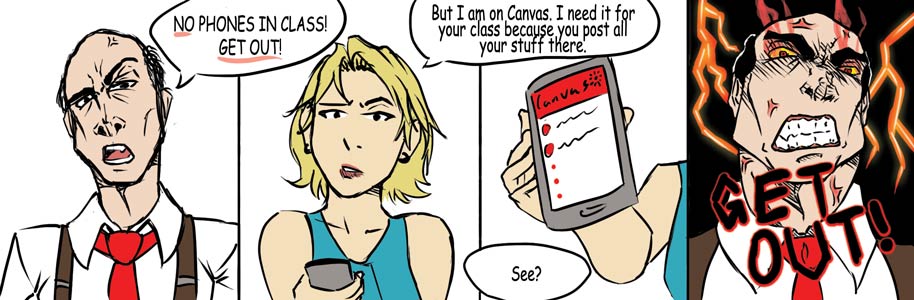 NO PHONES IN CLASS!
GET OUT!
But I am on Canvas. I need it for
your class because you post all
your stuff there.
Canvas
See?
GET
OUT!